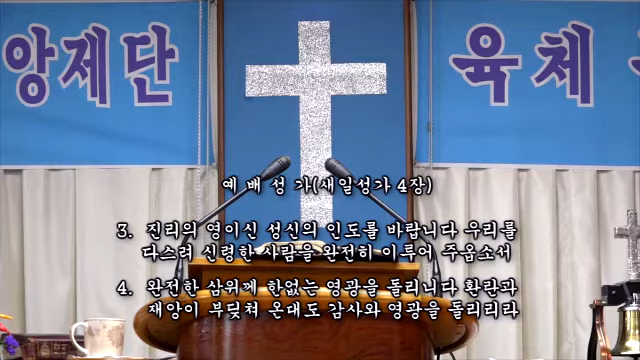 앙제단
육체
예 배 성 가(새일성가 4장)
3. 진리의 영이신 성신의 인도를 바랍니다 우리를
다스려 신령한 사람을 완전히 이루어 주옵소서
4. 완전한 삼위께 한없는 영광을 돌리니다 환란과
재앙이 부딪쳐 온대도 감사와 영광을 돌리리라